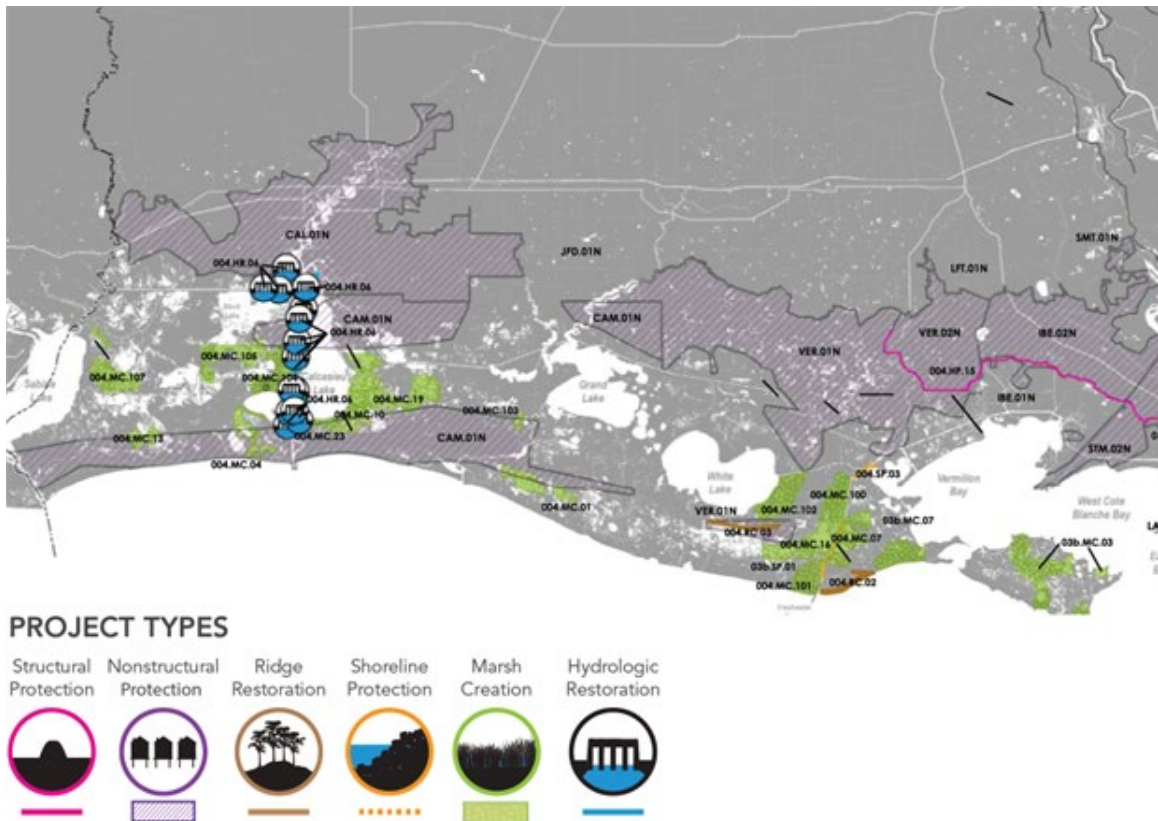 CAL.01N
004.HR.06
004.HR.06
JFD.01N
SMT.01N
LFT.01N
CAM.01N
CAM.01N
004.HR.06
VER.02N
IBE.02N
VER.01N
004.MC.105
004.HP.15
004.MC.107
Sabine
Lake
Calcasieu
Lake
Grand
Lake
004.HR.06
004.MC.19
IBE.01N
004.MC.10
004.MC.103
004.MC.13
004.MC.23
CAM.01N
STM.02N
004.MC.04
004.SP.03
White
Lake
Vermilion
Bay
004.MC.100
004.MC.102
West Cote
Blanche Bay
004.MC.01
VER.01N
03b.MC.07
004.RC.03
004.MC.07
004.MC.16
03b.MC.03
03b.SP.01
004.MC.101
004.RC.02
PROJECT TYPES
Structural
Protection
Nonstructural
Protection
Ridge
Restoration
Shoreline
Protection
Marsh
Creation
Hydrologic
Restoration